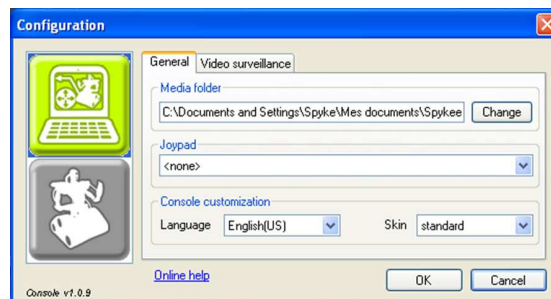 Configuration
General Video surveillance
Media folder
C:\Documents and Settings\Spyke\Mes documents\Spykee Change
Joypad
<none>
Console customization
Language English(US) Skin standard
Online help OK Cancel
Console v1.0.9